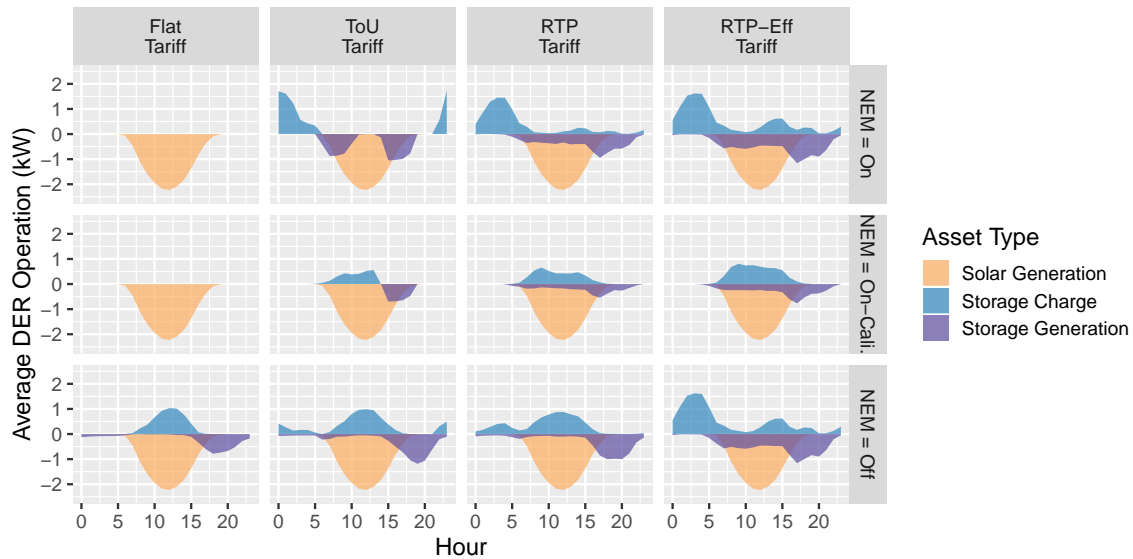 Flat
Tariff
ToU
Tariff
RTP
Tariff
RTP−Eff
Tariff
Average DER Operation (kW)
2
1
0
−1
−2
NEM = On
2
1
0
−1
−2
NEM = On−Cali.
2
1
0
−1
−2
NEM = Off
0 5 10 15 20
0 5 10 15 20
0 5 10 15 20
0 5 10 15 20
Hour
Asset Type
Solar Generation
Storage Charge
Storage Generation